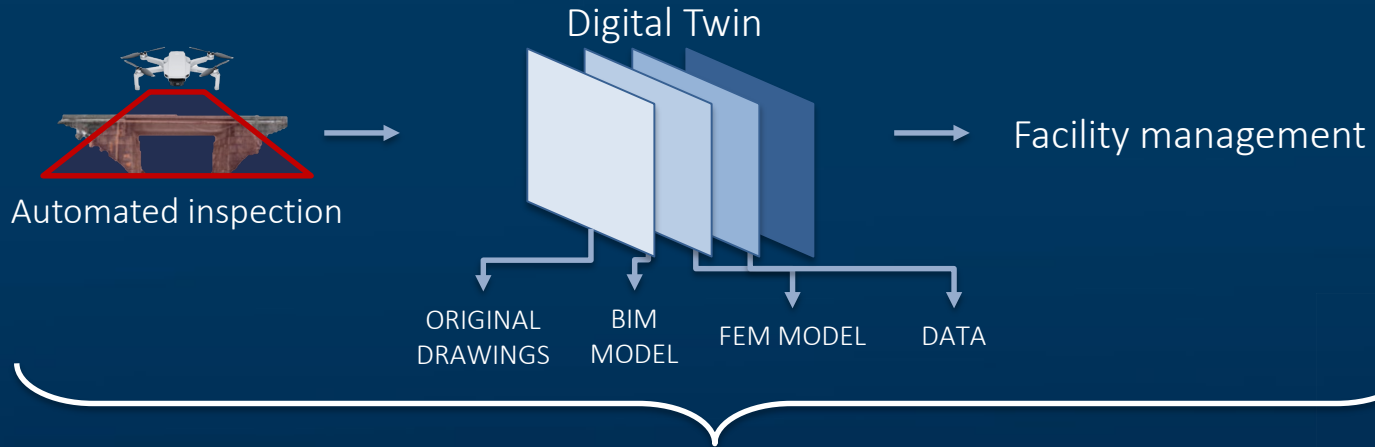 Digital Twin
Automated inspection
Facility management
ORIGINAL
DRAWINGS
BIM
MODEL
FEM MODEL
DATA